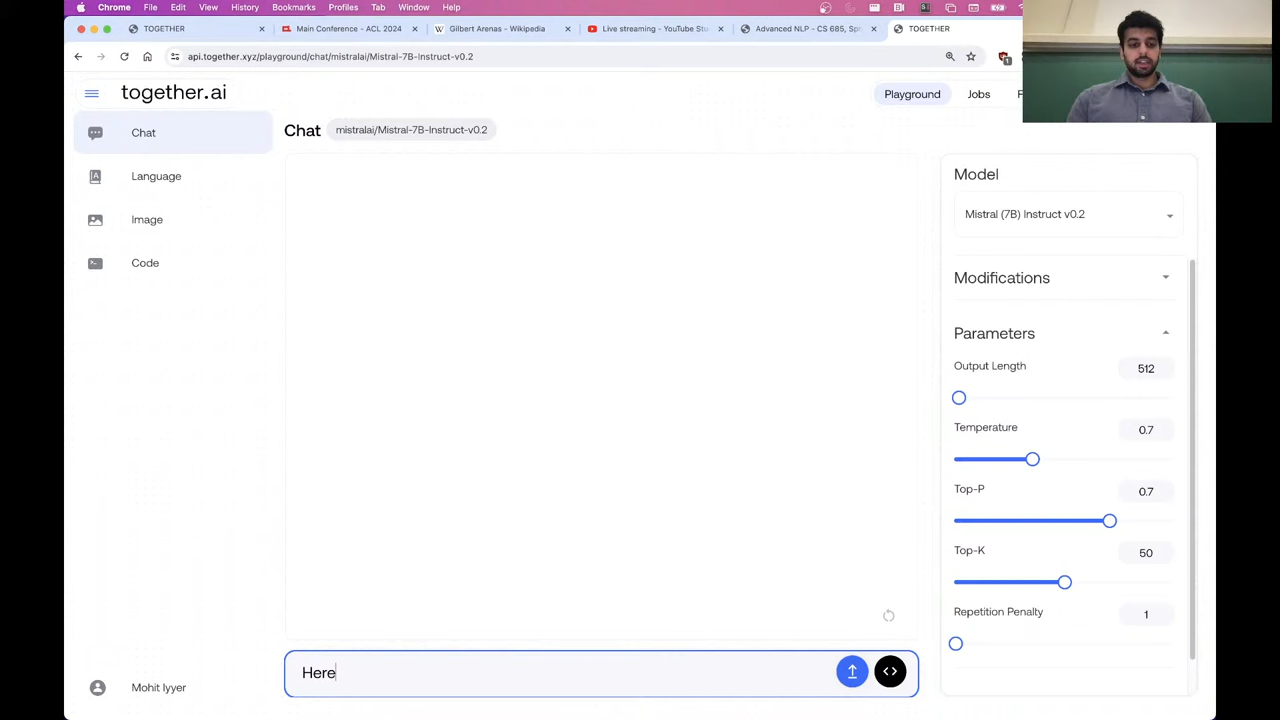 Chrome File Edit View History Bookmarks Profiles Tab Window Help
TOGETHER
Main Conference - ACL 2024
Gilbert Arenas - Wikipedia
Live streaming - YouTube Stu
Advanced NLP - CS 685, Spr
TOGETHER
api.together.xyz/playground/chat/mistralai/Mistral-7B-Instruct-v0.2
1
together.ai
Playground
Jobs
F
Chat
Language
Image
Code
Mohit Iyyer
Chat
mistralai/Mistral-7B-Instruct-v0.2
Here
Model
Mistral (7B) Instruct v0.2
Modifications
Parameters
Output Length 512
Temperature 0.7
Top-P 0.7
Top-K 50
Repetition Penalty 1